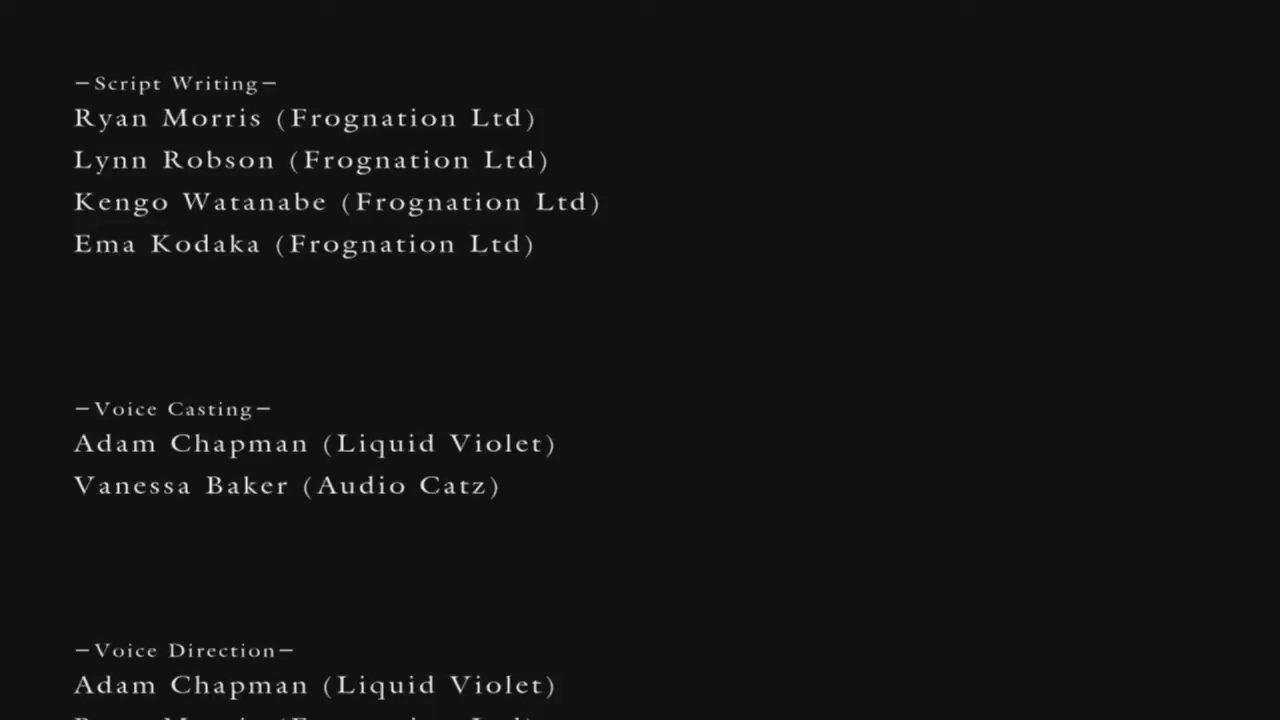 –Script Writing–
Ryan Morris (Frognation Ltd)
Lynn Robson (Frognation Ltd)
Kengo Watanabe (Frognation Ltd)
Ema Kodaka (Frognation Ltd)
–Voice Casting–
Adam Chapman (Liquid Violet)
Vanessa Baker (Audio Catz)
–Voice Direction–
Adam Chapman (Liquid Violet)